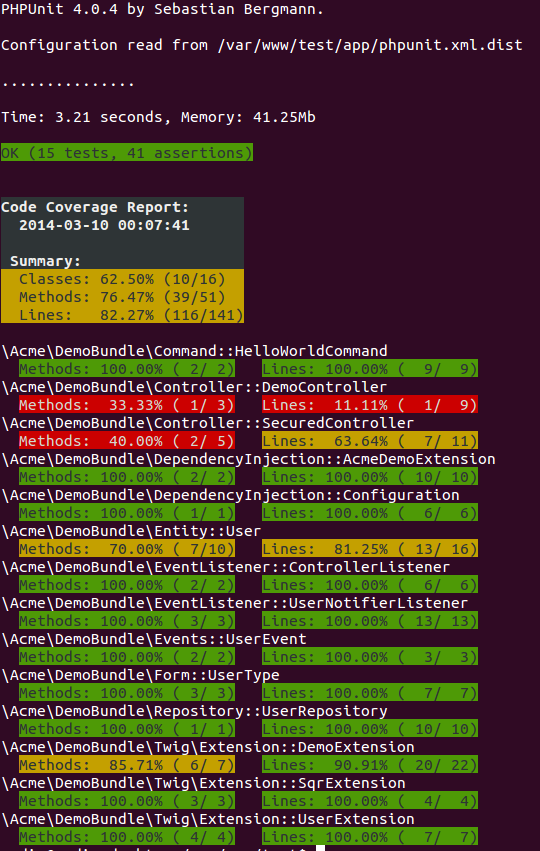 PHPUnit 4.0.4 by Sebastian Bergmann.
Configuration read from /var/www/test/app/phpunit.xml.dist
...............
Time: 3.21 seconds, Memory: 41.25Mb
OK (15 tests, 41 assertions)
Code Coverage Report:
  2014-03-10 00:07:41
 Summary:
  Classes: 62.50% (10/16)
  Methods: 76.47% (39/51)
  Lines:   82.27% (116/141)
\Acme\DemoBundle\Command::HelloWorldCommand
  Methods: 100.00% ( 2/ 2)   Lines: 100.00% (  9/  9)
\Acme\DemoBundle\Controller::DemoController
  Methods:  33.33% ( 1/ 3)   Lines:  11.11% (  1/  9)
\Acme\DemoBundle\Controller::SecuredController
  Methods:  40.00% ( 2/ 5)   Lines:  63.64% (  7/ 11)
\Acme\DemoBundle\DependencyInjection::AcmeDemoExtension
  Methods: 100.00% ( 2/ 2)   Lines: 100.00% ( 10/ 10)
\Acme\DemoBundle\DependencyInjection::Configuration
  Methods: 100.00% ( 1/ 1)   Lines: 100.00% (  6/  6)
\Acme\DemoBundle\Entity::User
  Methods:  70.00% ( 7/10)   Lines:  81.25% ( 13/ 16)
\Acme\DemoBundle\EventListener::ControllerListener
  Methods: 100.00% ( 2/ 2)   Lines: 100.00% (  6/  6)
\Acme\DemoBundle\EventListener::UserNotifierListener
  Methods: 100.00% ( 3/ 3)   Lines: 100.00% ( 13/ 13)
\Acme\DemoBundle\Events::UserEvent
  Methods: 100.00% ( 2/ 2)   Lines: 100.00% (  3/  3)
\Acme\DemoBundle\Form::UserType
  Methods: 100.00% ( 3/ 3)   Lines: 100.00% (  7/  7)
\Acme\DemoBundle\Repository::UserRepository
  Methods: 100.00% ( 1/ 1)   Lines: 100.00% ( 10/ 10)
\Acme\DemoBundle\Twig\Extension::DemoExtension
  Methods:  85.71% ( 6/ 7)   Lines:  90.91% ( 20/ 22)
\Acme\DemoBundle\Twig\Extension::SqrExtension
  Methods: 100.00% ( 3/ 3)   Lines: 100.00% (  4/  4)
\Acme\DemoBundle\Twig\Extension::UserExtension
  Methods: 100.00% ( 4/ 4)   Lines: 100.00% (  7/  7)